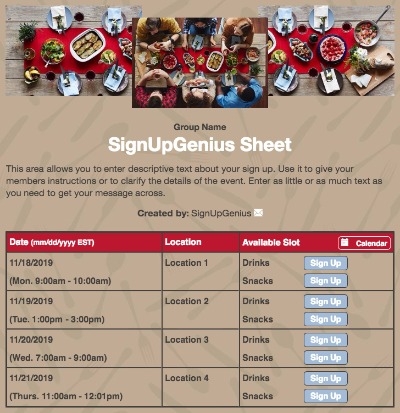 Group Name
SignUpGenius Sheet
This area allows you to enter descriptive text about your sign up. Use it to give your
members instructions or to clarify the details of the event. Enter as little or as much text as
you need to get your message across.
Created by: SignUpGenius
Date (mm/dd/yyyy EST) Location Available Slot Calendar
11/18/2019 Location 1 Drinks Sign Up
(Mon. 9:00am - 10:00am) Snacks Sign Up
11/19/2019 Location 2 Drinks Sign Up
(Tue. 1:00pm - 3:00pm) Snacks Sign Up
11/20/2019 Location 3 Drinks Sign Up
(Wed. 7:00am - 9:00am) Snacks Sign Up
11/21/2019 Location 4 Drinks Sign Up
(Thurs. 11:00am - 12:01pm) Snacks Sign Up